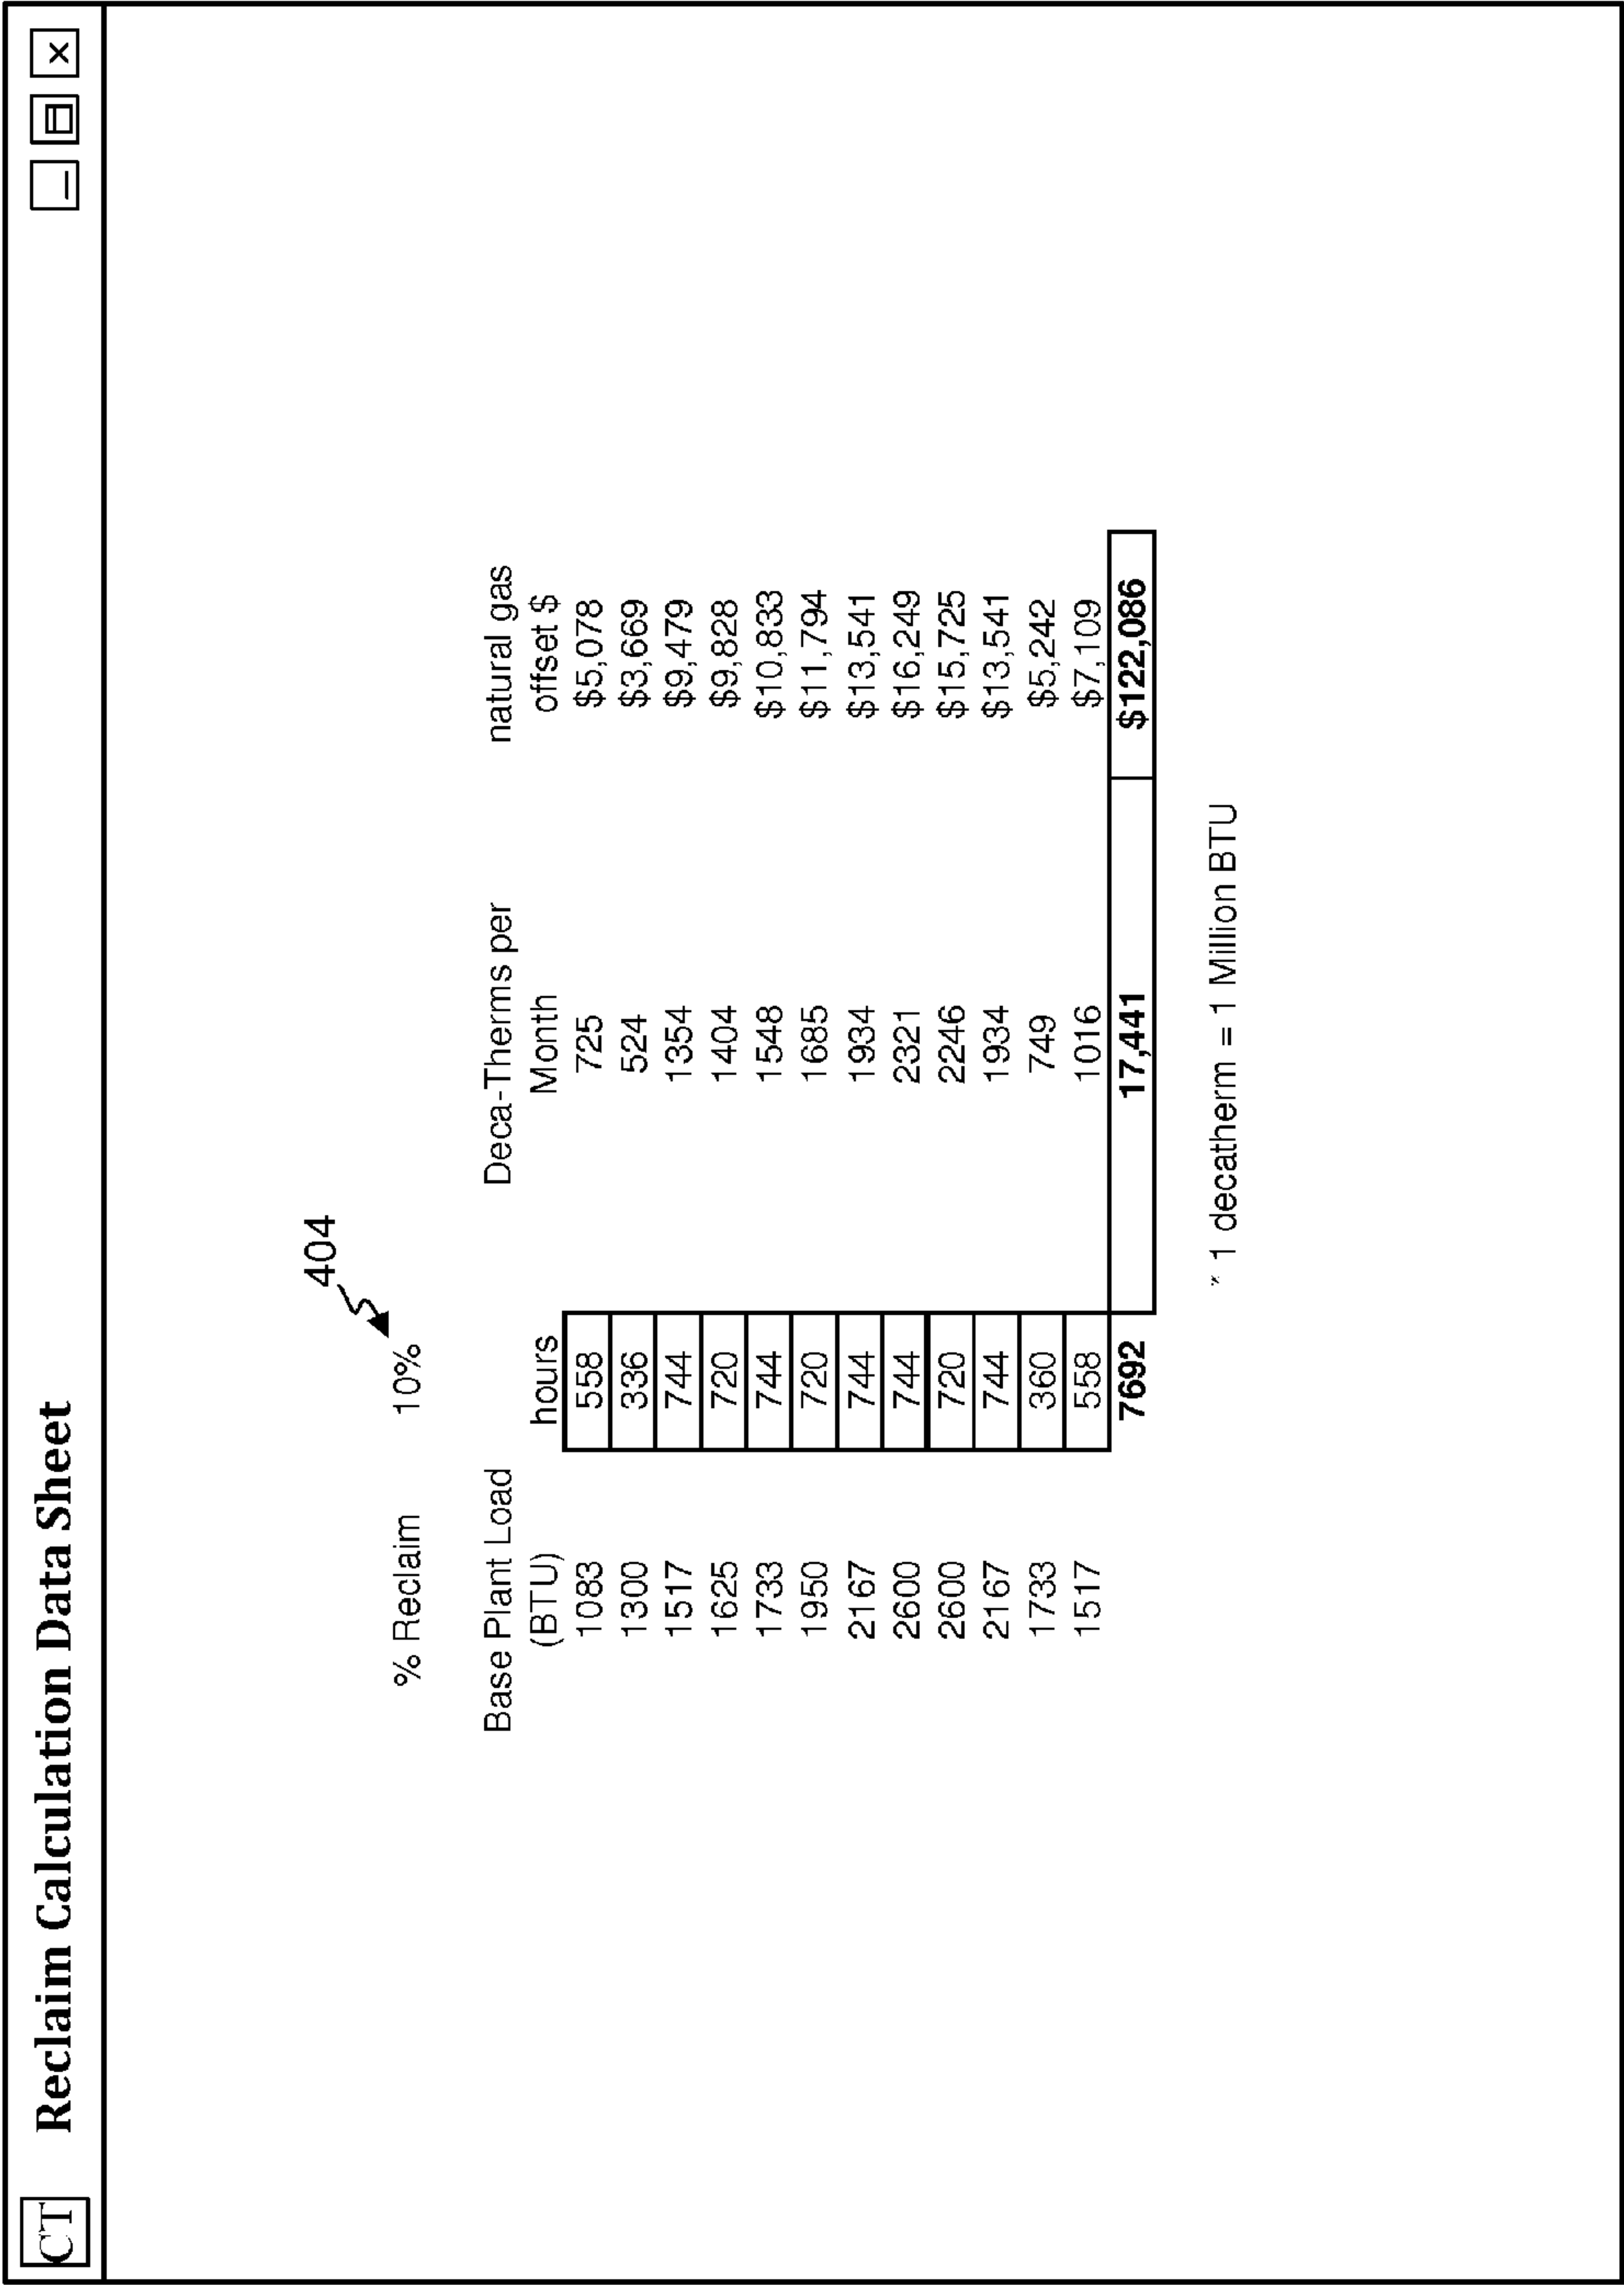 CT Reclaim Calculation Data Sheet
404
% Reclaim 10%
Base Plant Load Deca-Therms per natural gas
(BTU) hours Month offset $
1083 558 725 $5,078
1300 336 524 $3,669
1517 744 1354 $9,479
1625 720 1404 $9,828
1733 744 1548 $10,833
1950 720 1685 $11,794
2167 744 1934 $13,541
2600 744 2321 $16,249
2600 720 2246 $15,725
2167 744 1934 $13,541
1733 360 749 $5,242
1517 558 1016 $7,109
7692 17,441 $122,086
* 1 decatherm = 1 Million BTU